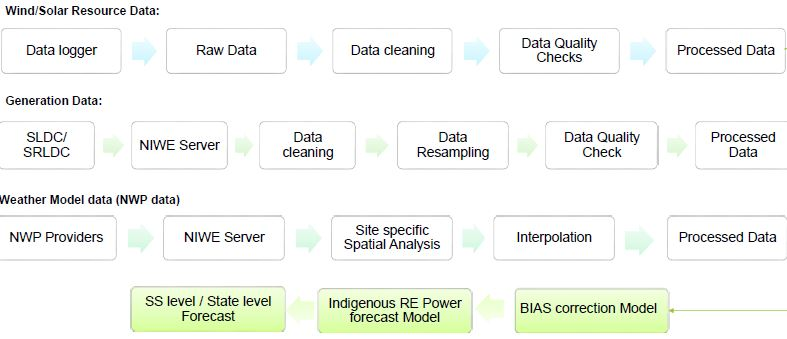 Wind/Solar Resource Data:
Data logger
Raw Data
Data cleaning
Data Quality
Checks
Processed Data
Generation Data:
SLDC/
SRLDC
NIWE Server
Data
cleaning
Data
Resampling
Data Quality
Check
Processed
Data
Weather Model data (NWP data)
NWP Providers
NIWE Server
Site specific
Spatial Analysis
Interpolation
Processed Data
SS level / State level
Forecast
Indigenous RE Power
forecast Model
BIAS correction Model